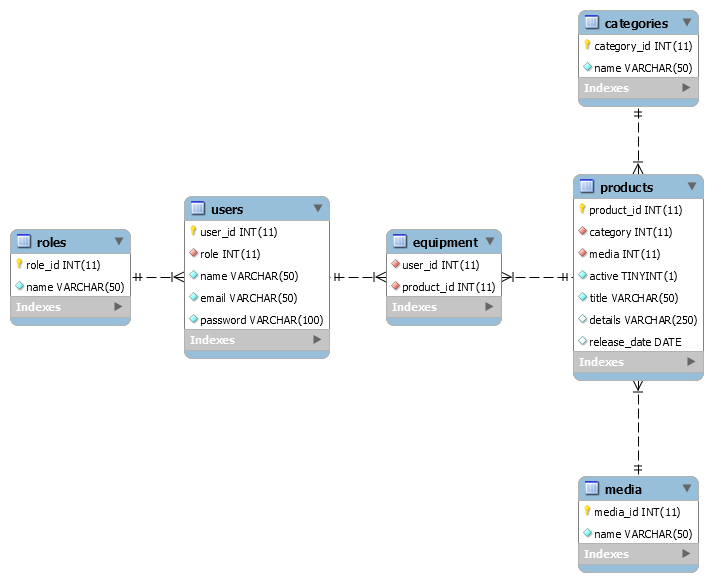 categories
category_id INT(11)
name VARCHAR(50)
Indexes
products
product_id INT(11)
category INT(11)
media INT(11)
active TINYINT(1)
title VARCHAR(50)
details VARCHAR(250)
release_date DATE
Indexes
users
user_id INT(11)
role INT(11)
name VARCHAR(50)
email VARCHAR(50)
password VARCHAR(100)
Indexes
roles
role_id INT(11)
name VARCHAR(50)
Indexes
equipment
user_id INT(11)
product_id INT(11)
Indexes
media
media_id INT(11)
name VARCHAR(50)
Indexes